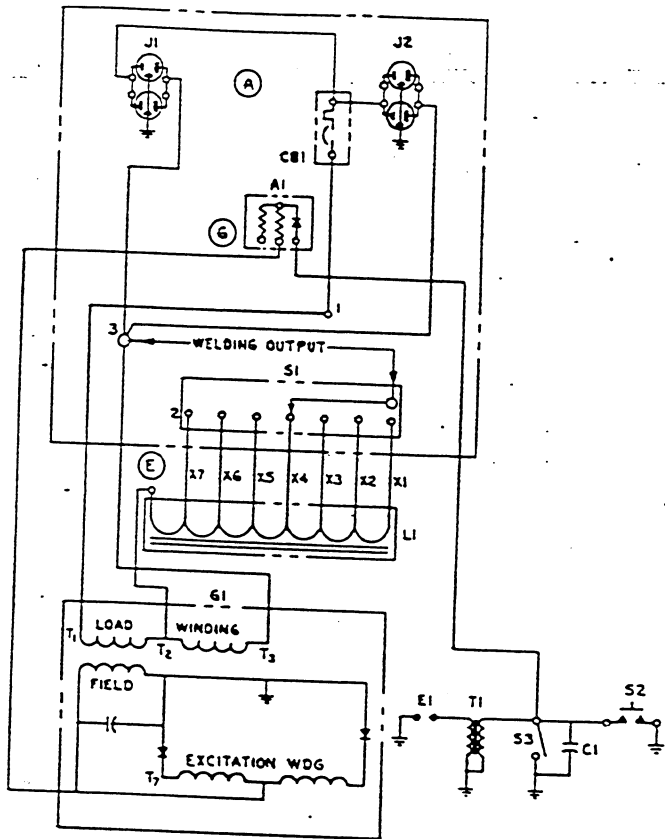 J1
J2
A
CB1
A1
6
1
3
WELDING OUTPUT
S1
2
E
X7 X6 X5 X4 X3 X2 X1
L1
G1
LOAD WINDING
T1 T2 T3
FIELD
E1 T1 S2
S3 C1
EXCITATION WDG
T7